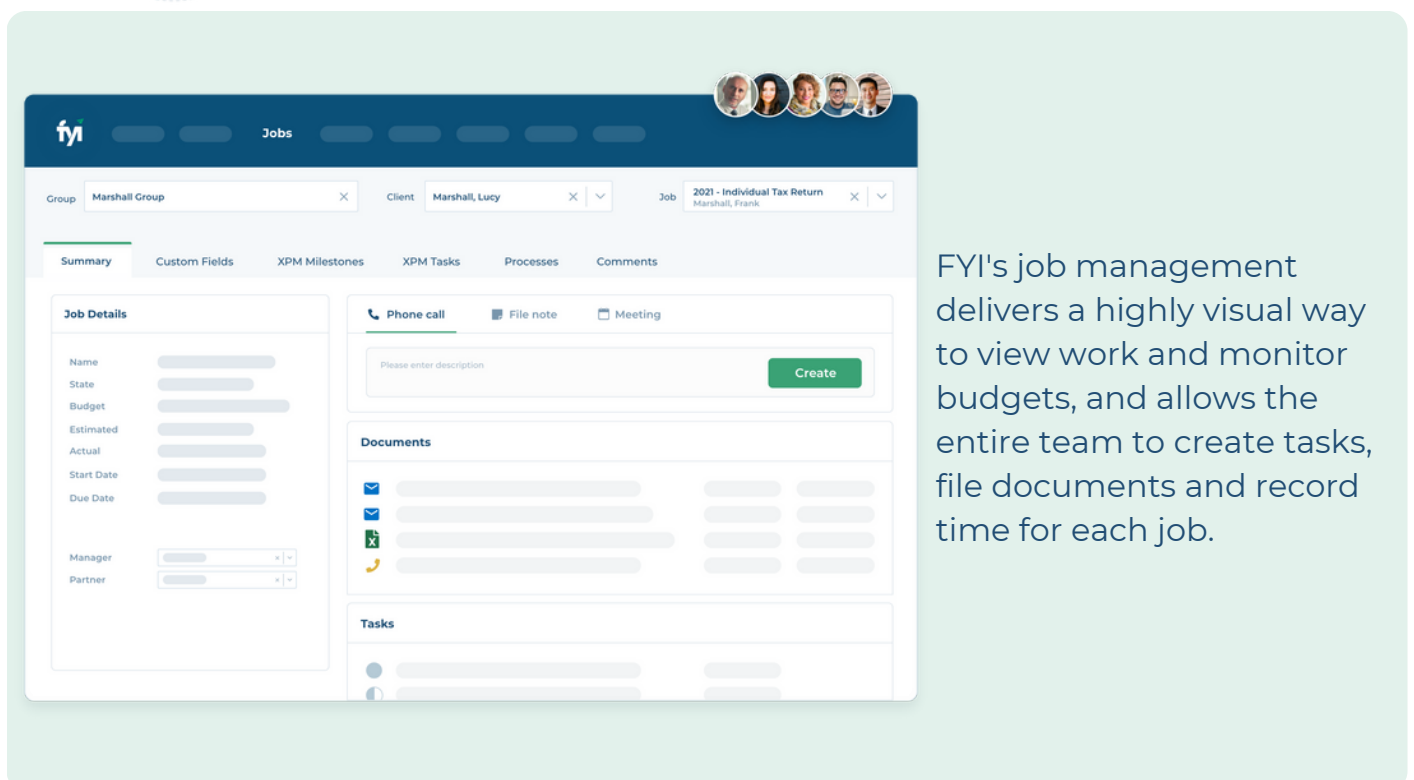 fyi
Jobs
Group
Marshall Group
Client
Marshall, Lucy
Job
2021 - Individual Tax Return
Marshall, Frank
Summary
Custom Fields
XPM Milestones
XPM Tasks
Processes
Comments
Job Details
Name
State
Budget
Estimated
Actual
Start Date
Due Date
Manager
Partner
Phone call
File note
Meeting
Please enter description
Create
Documents
Tasks
FYI's job management
delivers a highly visual way
to view work and monitor
budgets, and allows the
entire team to create tasks,
file documents and record
time for each job.